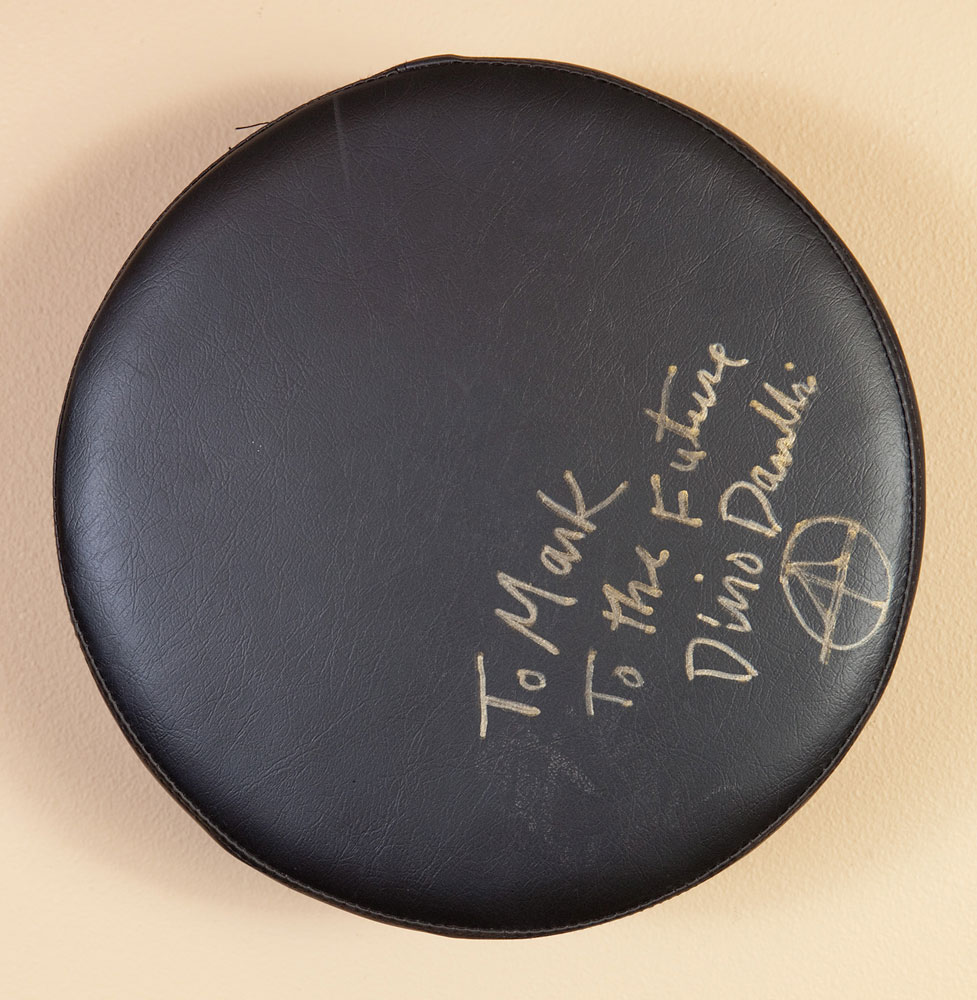 To Mark
To the Future
Dino Danelli